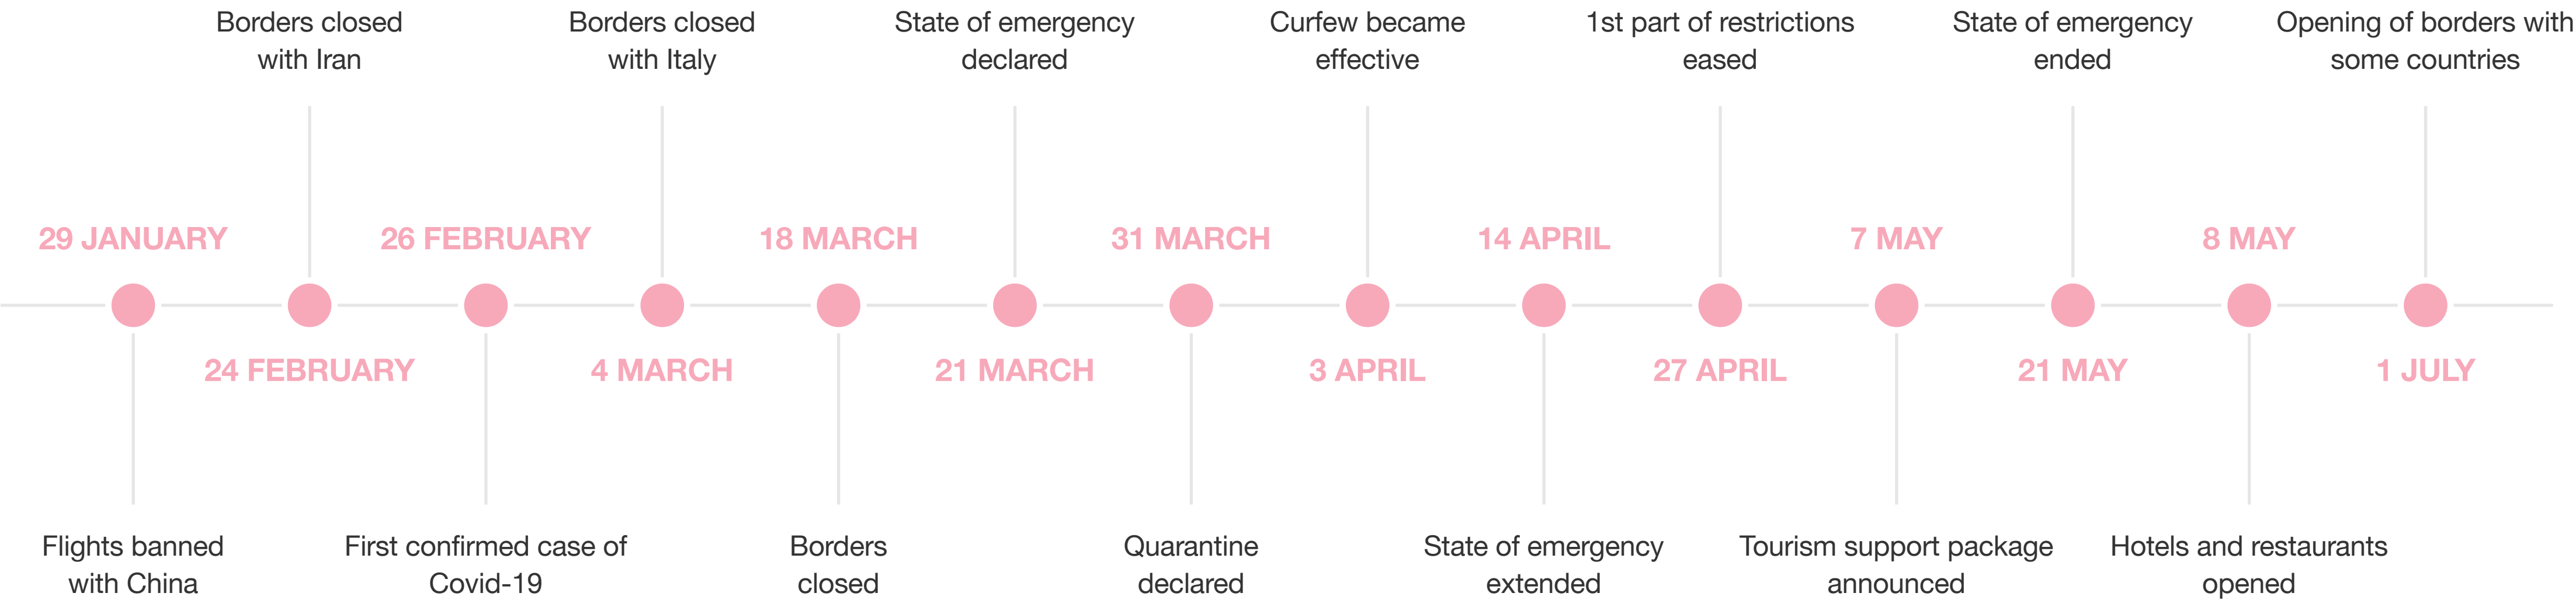 Borders closed
with Iran
Borders closed
with Italy
State of emergency
declared
Curfew became
effective
1st part of restrictions
eased
State of emergency
ended
Opening of borders with
some countries
29 JANUARY
26 FEBRUARY
18 MARCH
31 MARCH
14 APRIL
7 MAY
8 MAY
24 FEBRUARY
4 MARCH
21 MARCH
3 APRIL
27 APRIL
21 MAY
1 JULY
Flights banned
with China
First confirmed case of
Covid-19
Borders
closed
Quarantine
declared
State of emergency
extended
Tourism support package
announced
Hotels and restaurants
opened